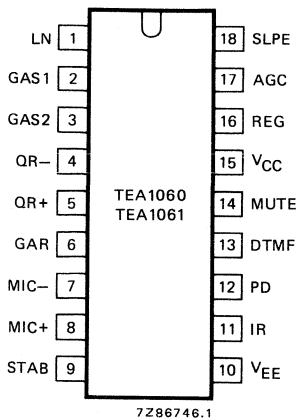 LN 1 18 SLPE
GAS1 2 17 AGC
GAS2 3 16 REG
QR− 4 15 VCC
QR+ 5 14 MUTE
GAR 6 13 DTMF
MIC− 7 12 PD
MIC+ 8 11 IR
STAB 9 10 VEE
TEA1060
TEA1061
7Z86746.1